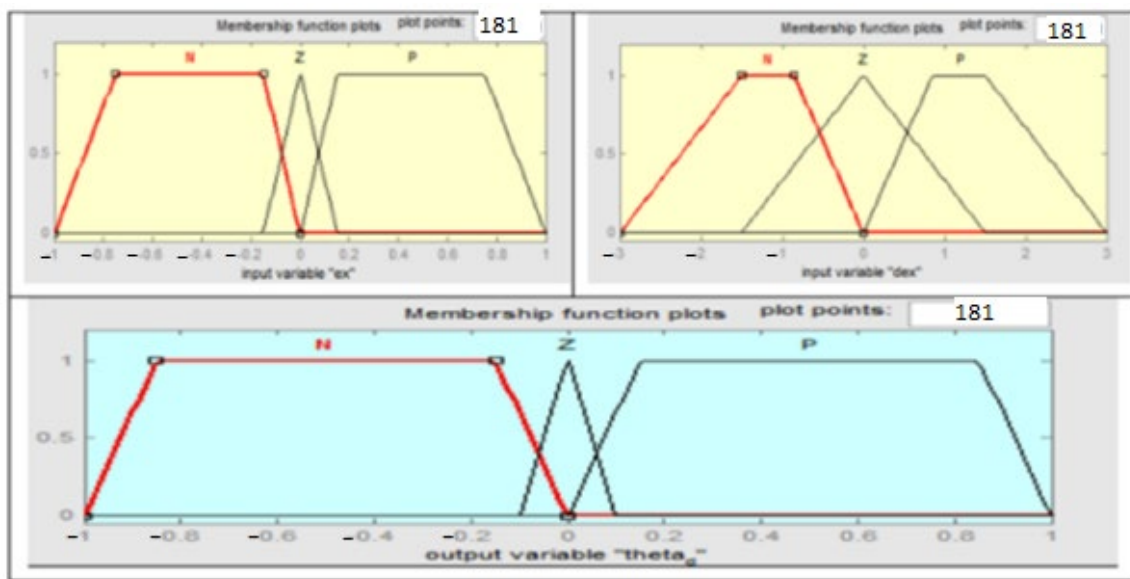 Membership function plots plot points: 181
N Z P
1
0.5
0
-1 -0.8 -0.6 -0.4 -0.2 0 0.2 0.4 0.6 0.8 1
input variable "ex"
Membership function plots plot points: 181
N Z P
1
0.5
0
-3 -2 -1 0 1 2 3
input variable "dex"
Membership function plots plot points: 181
N Z P
1
0.5
0
-1 -0.8 -0.6 -0.4 -0.2 0 0.2 0.4 0.6 0.8 1
output variable "theta